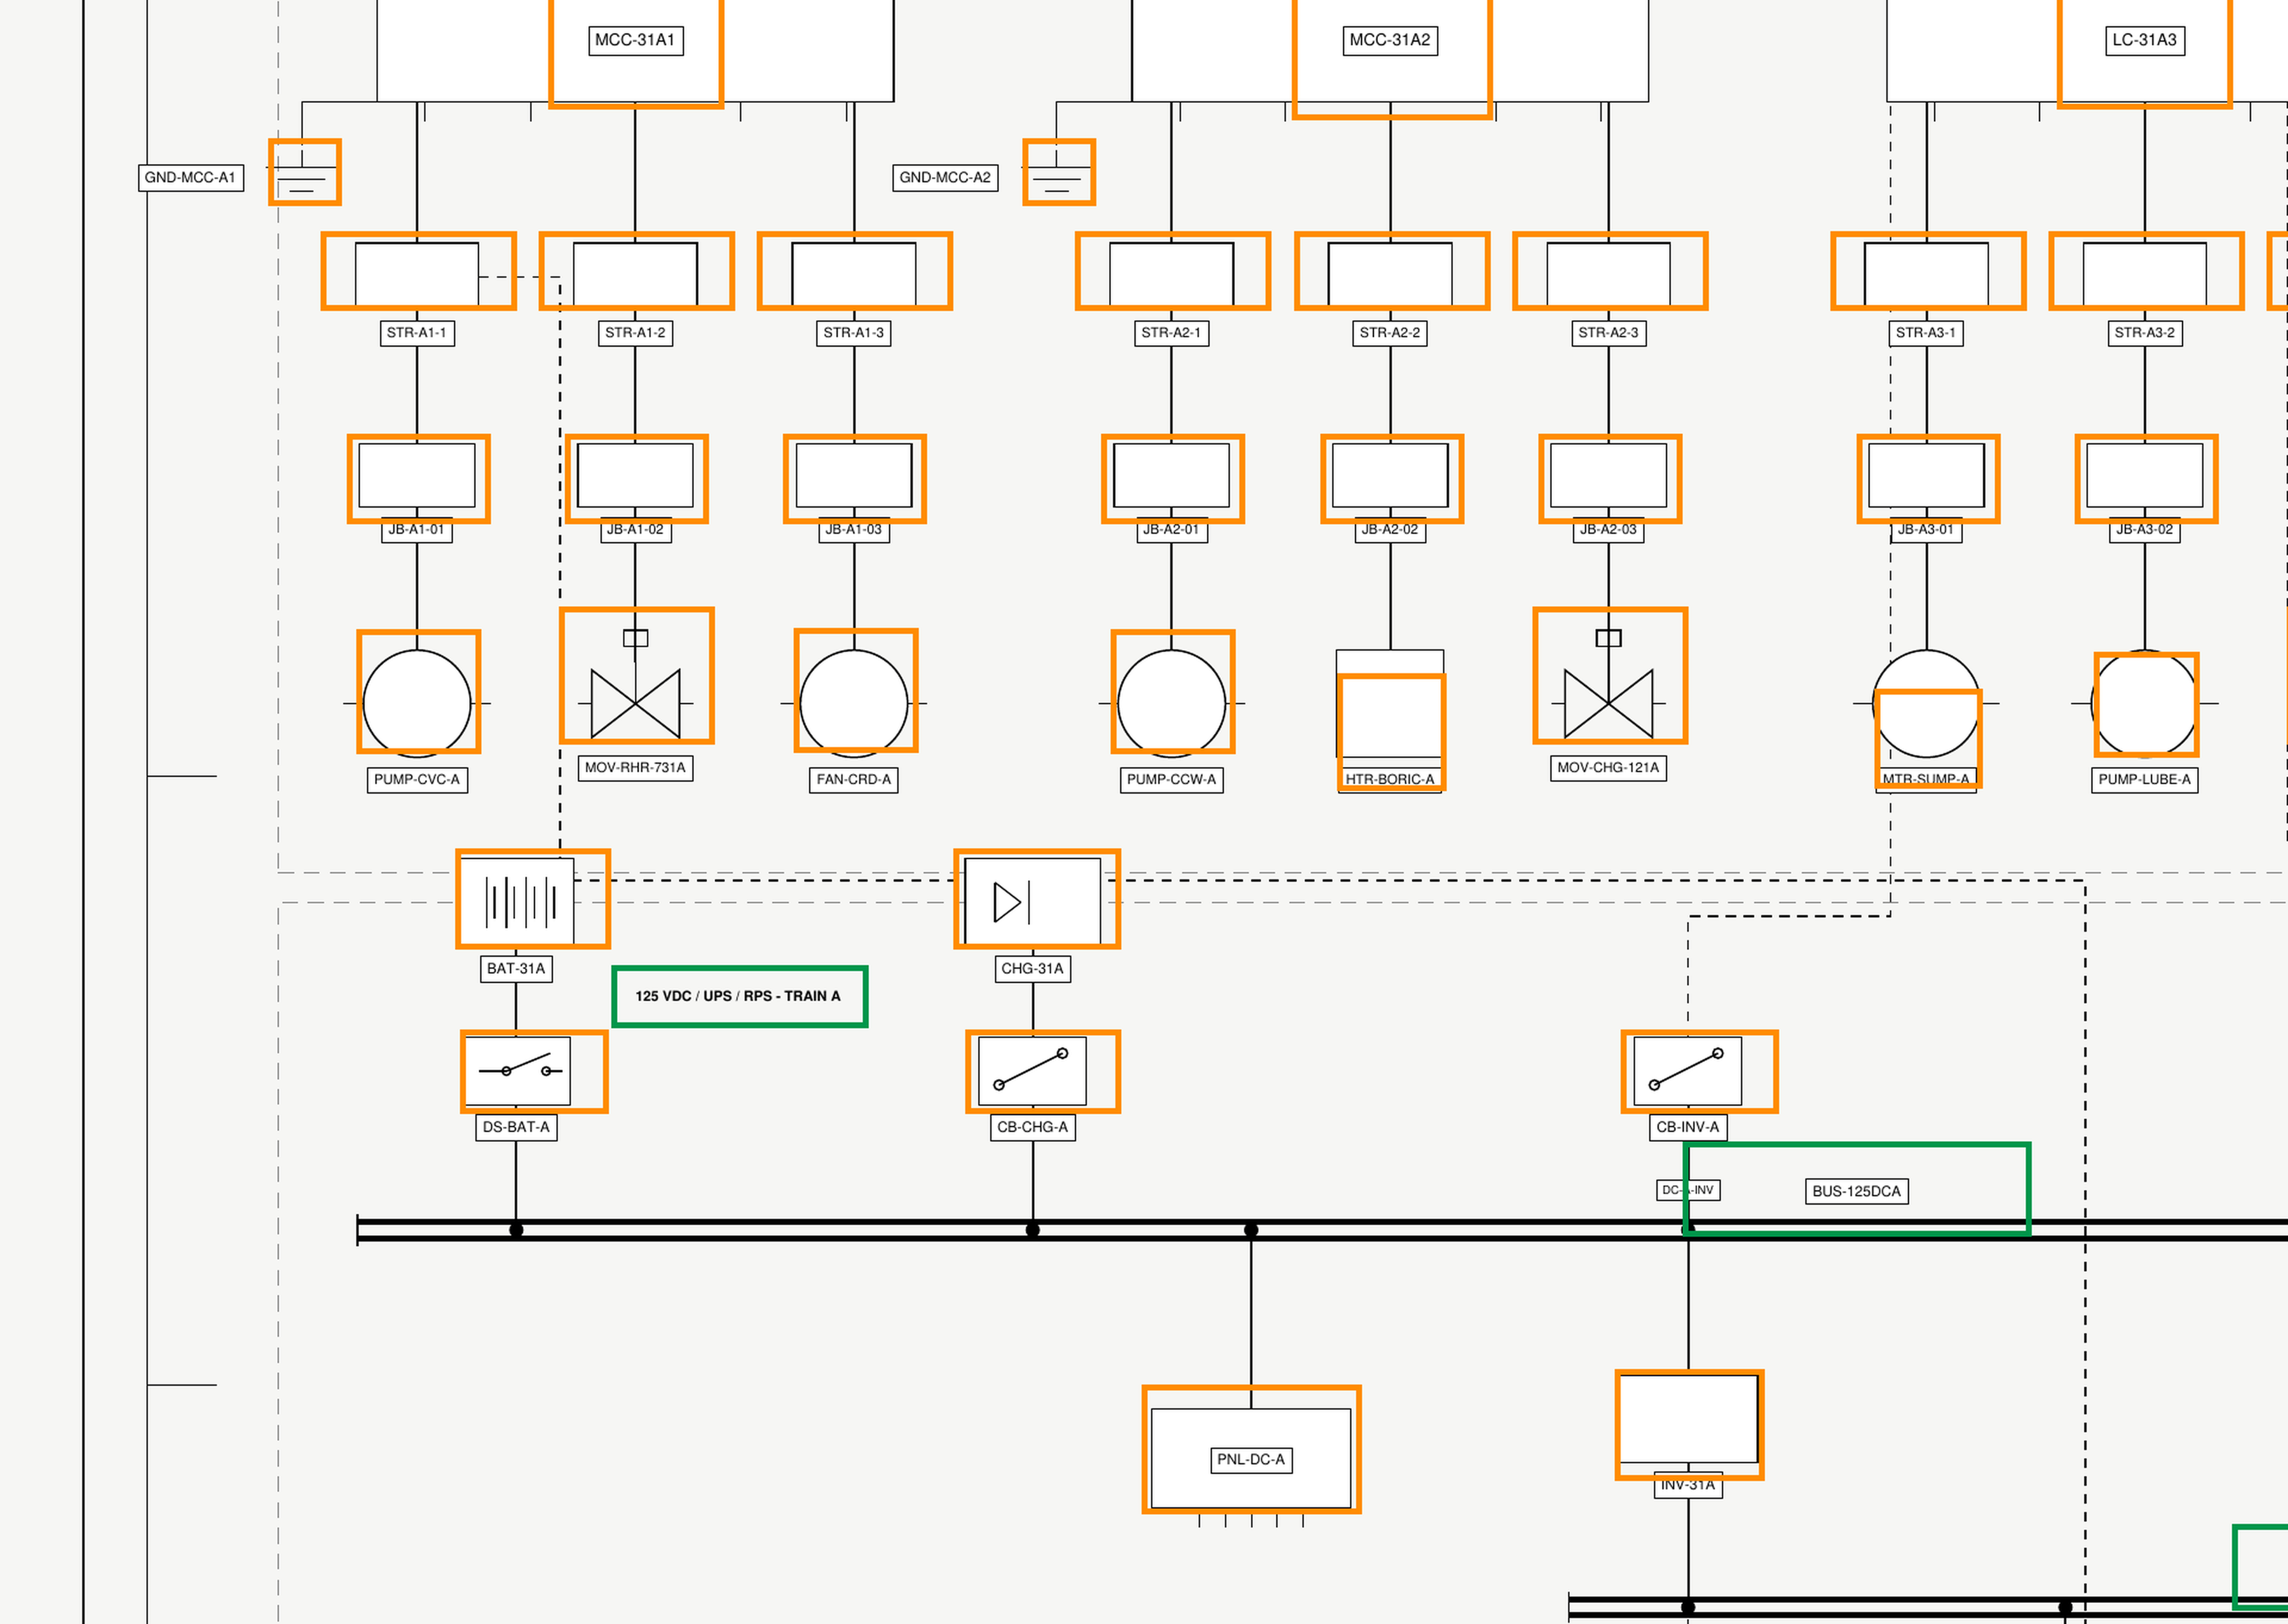 MCC-31A1
MCC-31A2
LC-31A3
GND-MCC-A1
GND-MCC-A2
STR-A1-1
STR-A1-2
STR-A1-3
STR-A2-1
STR-A2-2
STR-A2-3
STR-A3-1
STR-A3-2
JB-A1-01
JB-A1-02
JB-A1-03
JB-A2-01
JB-A2-02
JB-A2-03
JB-A3-01
JB-A3-02
PUMP-CVC-A
MOV-RHR-731A
FAN-CRD-A
PUMP-CCW-A
HTR-BORIC-A
MOV-CHG-121A
MTR-SUMP-A
PUMP-LUBE-A
BAT-31A
CHG-31A
125 VDC / UPS / RPS - TRAIN A
DS-BAT-A
CB-CHG-A
CB-INV-A
DC-A-INV
BUS-125DCA
PNL-DC-A
INV-31A